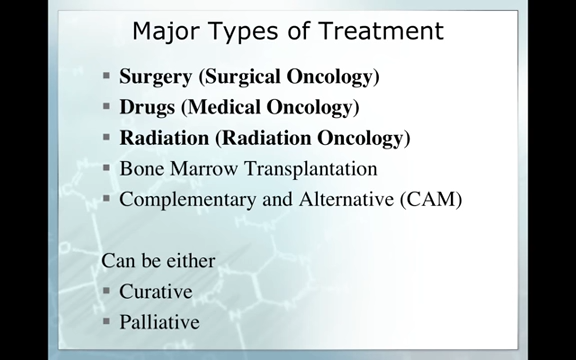 Major Types of Treatment
Surgery (Surgical Oncology)
Drugs (Medical Oncology)
Radiation (Radiation Oncology)
Bone Marrow Transplantation
Complementary and Alternative (CAM)
Can be either
Curative
Palliative